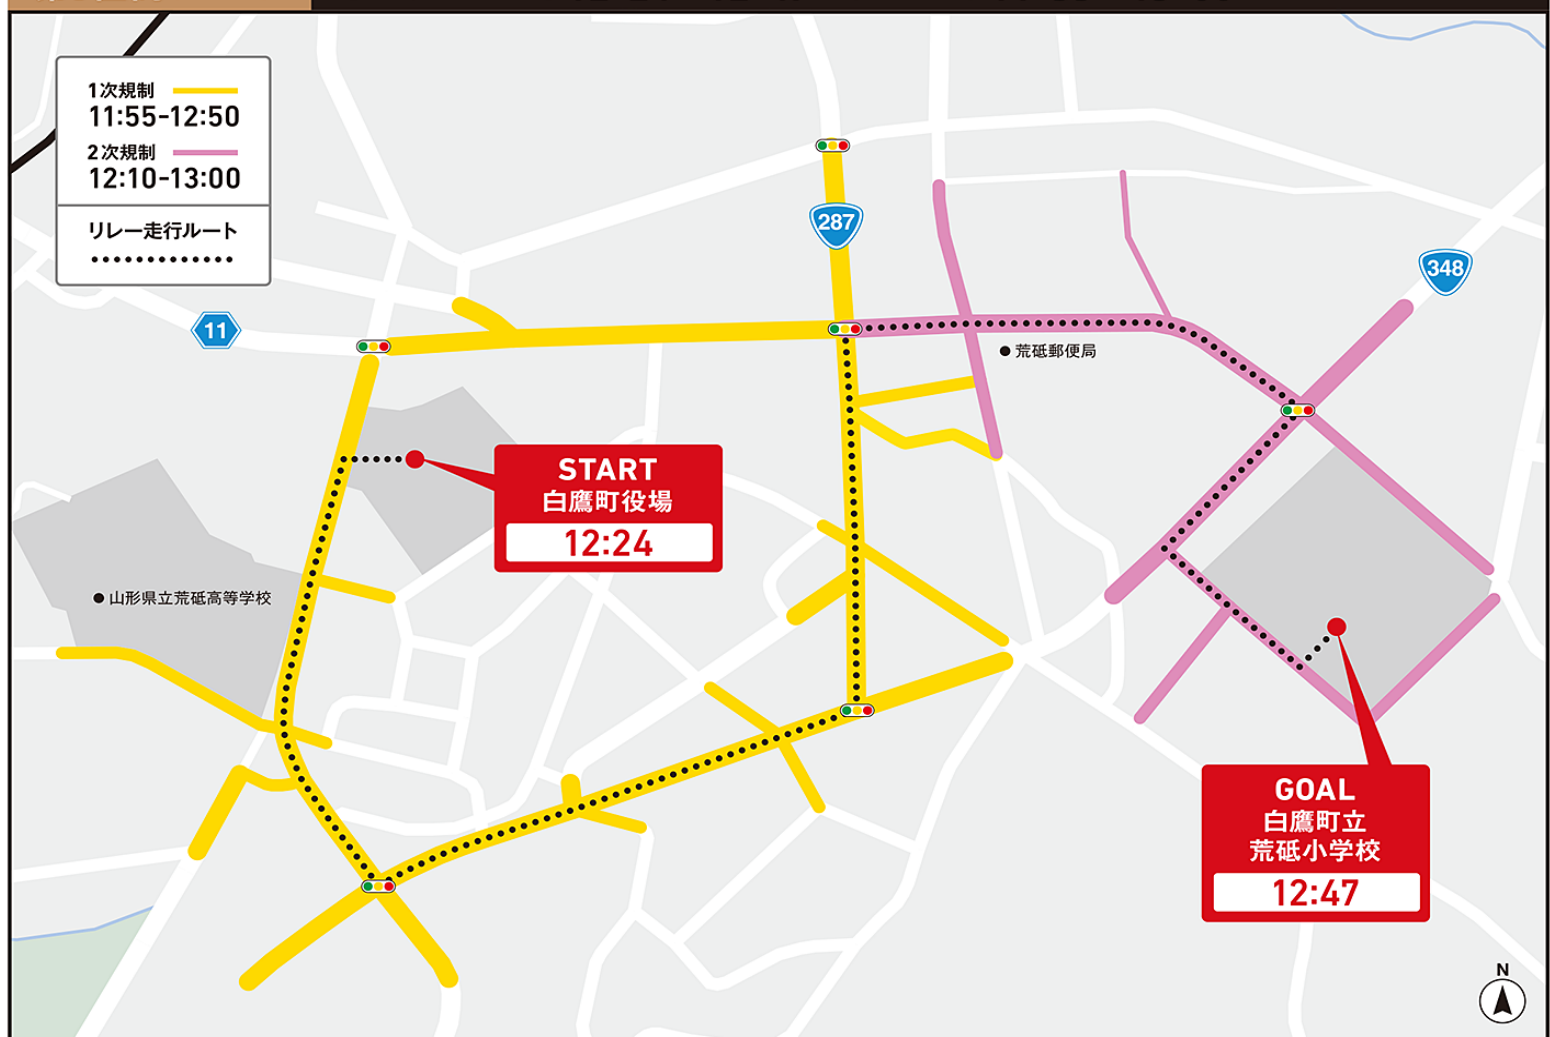 1次規制
11:55-12:50
2次規制
12:10-13:00
リレー走行ルート
287
348
11
荒砥郵便局
START
白鷹町役場
12:24
山形県立荒砥高等学校
GOAL
白鷹町立
荒砥小学校
12:47
N